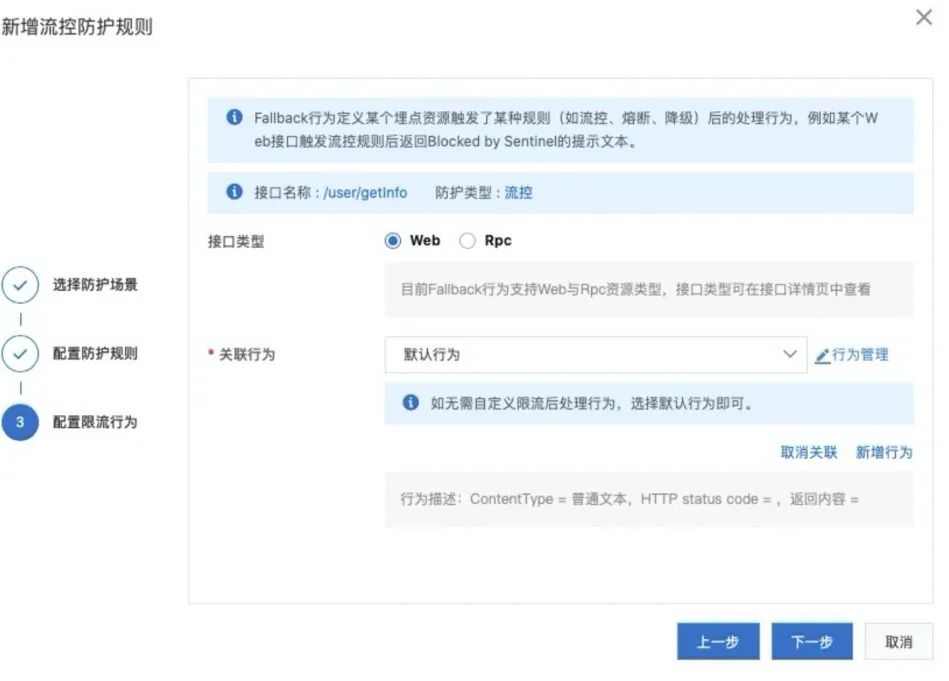 新增流控防护规则
Fallback行为定义某个埋点资源触发了某种规则（如流控、熔断、降级）后的处理行为，例如某个W
eb接口触发流控规则后返回Blocked by Sentinel的提示文本。
接口名称 : /user/getInfo 防护类型 : 流控
接口类型 Web Rpc
目前Fallback行为支持Web与Rpc资源类型，接口类型可在接口详情页中查看
选择防护场景
配置防护规则
3 配置限流行为
* 关联行为 默认行为 行为管理
如无需自定义限流后处理行为，选择默认行为即可。
取消关联 新增行为
行为描述：ContentType = 普通文本，HTTP status code = ，返回内容 =
上一步 下一步 取消